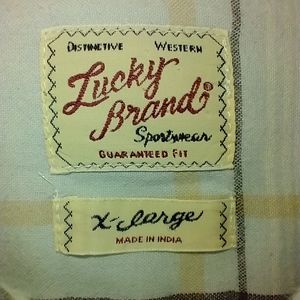 DISTINCTIVE WESTERN
Lucky
Brand
Sportswear
GUARANTEED FIT
X-large
MADE IN INDIA